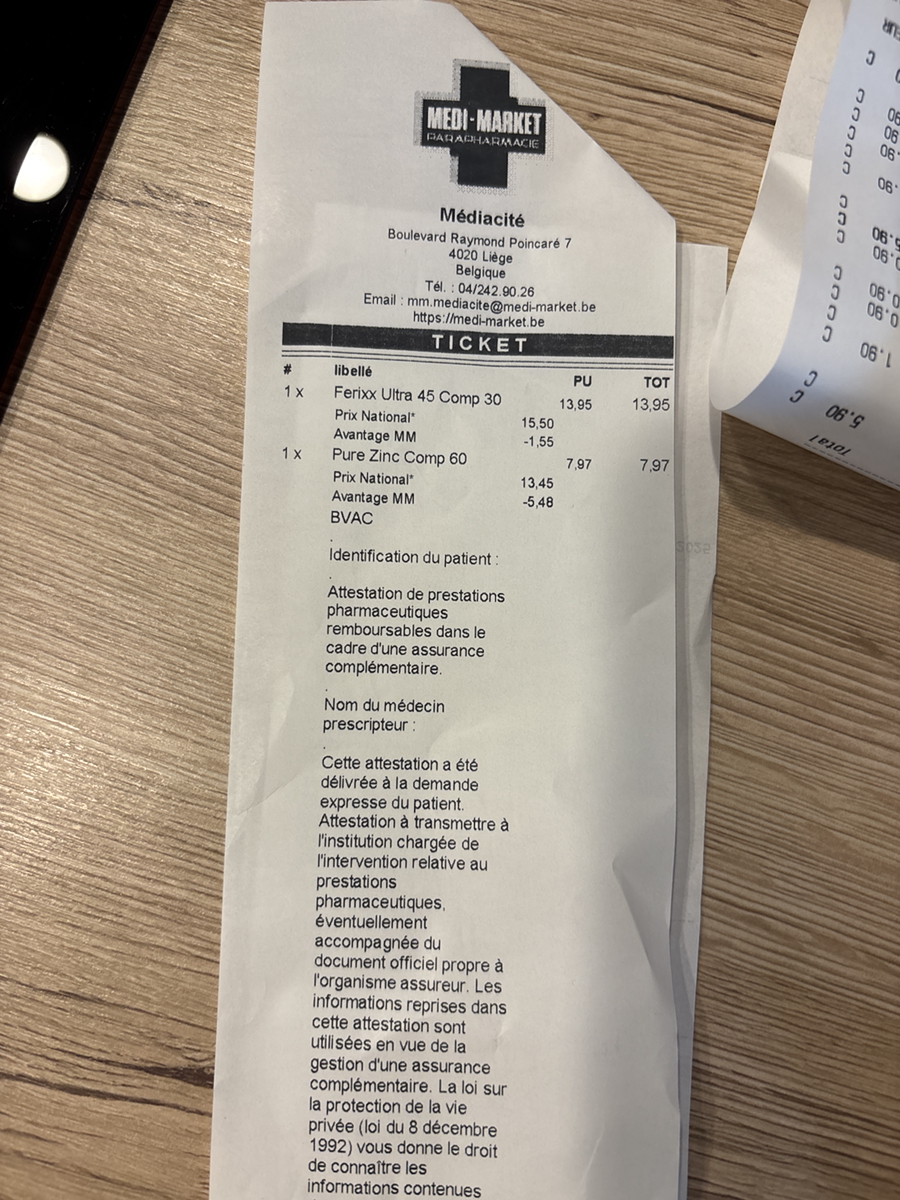 MEDI-MARKET
PARAPHARMACIE
Médiacité
Boulevard Raymond Poincaré 7
4020 Liège
Belgique
Tél. : 04/242.90.26
Email : mm.mediacite@medi-market.be
https://medi-market.be
TICKET
# libellé PU TOT
1 x Ferixx Ultra 45 Comp 30 13,95 13,95
Prix National* 15,50
Avantage MM -1,55
1 x Pure Zinc Comp 60 7,97 7,97
Prix National* 13,45
Avantage MM -5,48
BVAC
.
Identification du patient :
.
Attestation de prestations
pharmaceutiques
remboursables dans le
cadre d'une assurance
complémentaire.
.
Nom du médecin
prescripteur :
.
Cette attestation a été
délivrée à la demande
expresse du patient.
Attestation à transmettre à
l'institution chargée de
l'intervention relative au
prestations
pharmaceutiques,
éventuellement
accompagnée du
document officiel propre à
l'organisme assureur. Les
informations reprises dans
cette attestation sont
utilisées en vue de la
gestion d'une assurance
complémentaire. La loi sur
la protection de la vie
privée (loi du 8 décembre
1992) vous donne le droit
de connaître les
informations contenues
Total
5.90 C
1.90 C